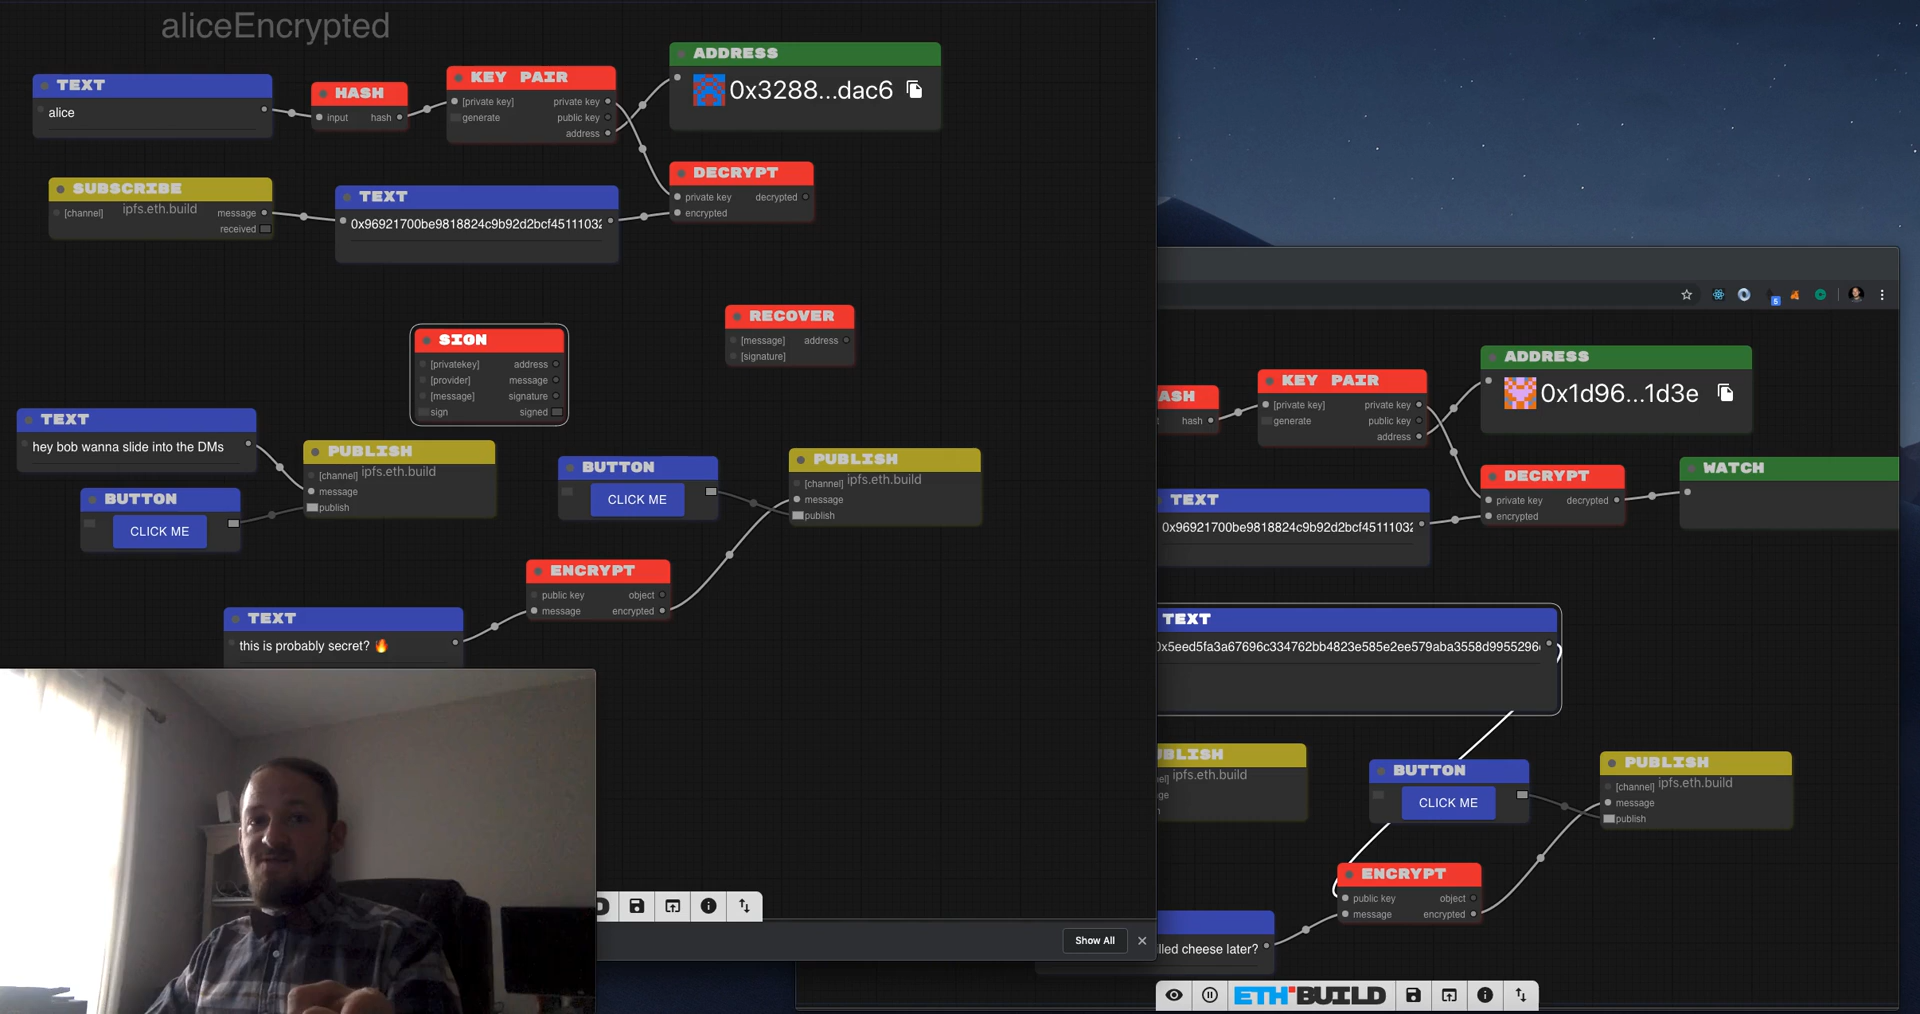 aliceEncrypted
TEXT
alice
HASH
input hash
KEY PAIR
[private key] private key
generate public key
address
ADDRESS
0x3288...dac6
SUBSCRIBE
[channel] ipfs.eth.build message
received
TEXT
0x96921700be9818824c9b92d2bcf4511103
DECRYPT
private key decrypted
encrypted
SIGN
[privatekey] address
[provider] message
[message] signature
sign signed
RECOVER
[message] address
[signature]
TEXT
hey bob wanna slide into the DMs
PUBLISH
[channel] ipfs.eth.build
message
publish
BUTTON
CLICK ME
BUTTON
CLICK ME
PUBLISH
[channel] ipfs.eth.build
message
publish
ENCRYPT
public key object
message encrypted
TEXT
this is probably secret? 🔥
Show All
5
ASH
t hash
KEY PAIR
[private key] private key
generate public key
address
ADDRESS
0x1d96...1d3e
TEXT
0x96921700be9818824c9b92d2bcf4511103
DECRYPT
private key decrypted
encrypted
WATCH
TEXT
0x5eed5fa3a67696c334762bb4823e585e2ee579aba3558d9955296
UBLISH
el] ipfs.eth.build
ge
h
BUTTON
CLICK ME
PUBLISH
[channel] ipfs.eth.build
message
publish
ENCRYPT
public key object
message encrypted
lled cheese later?
ETH BUILD